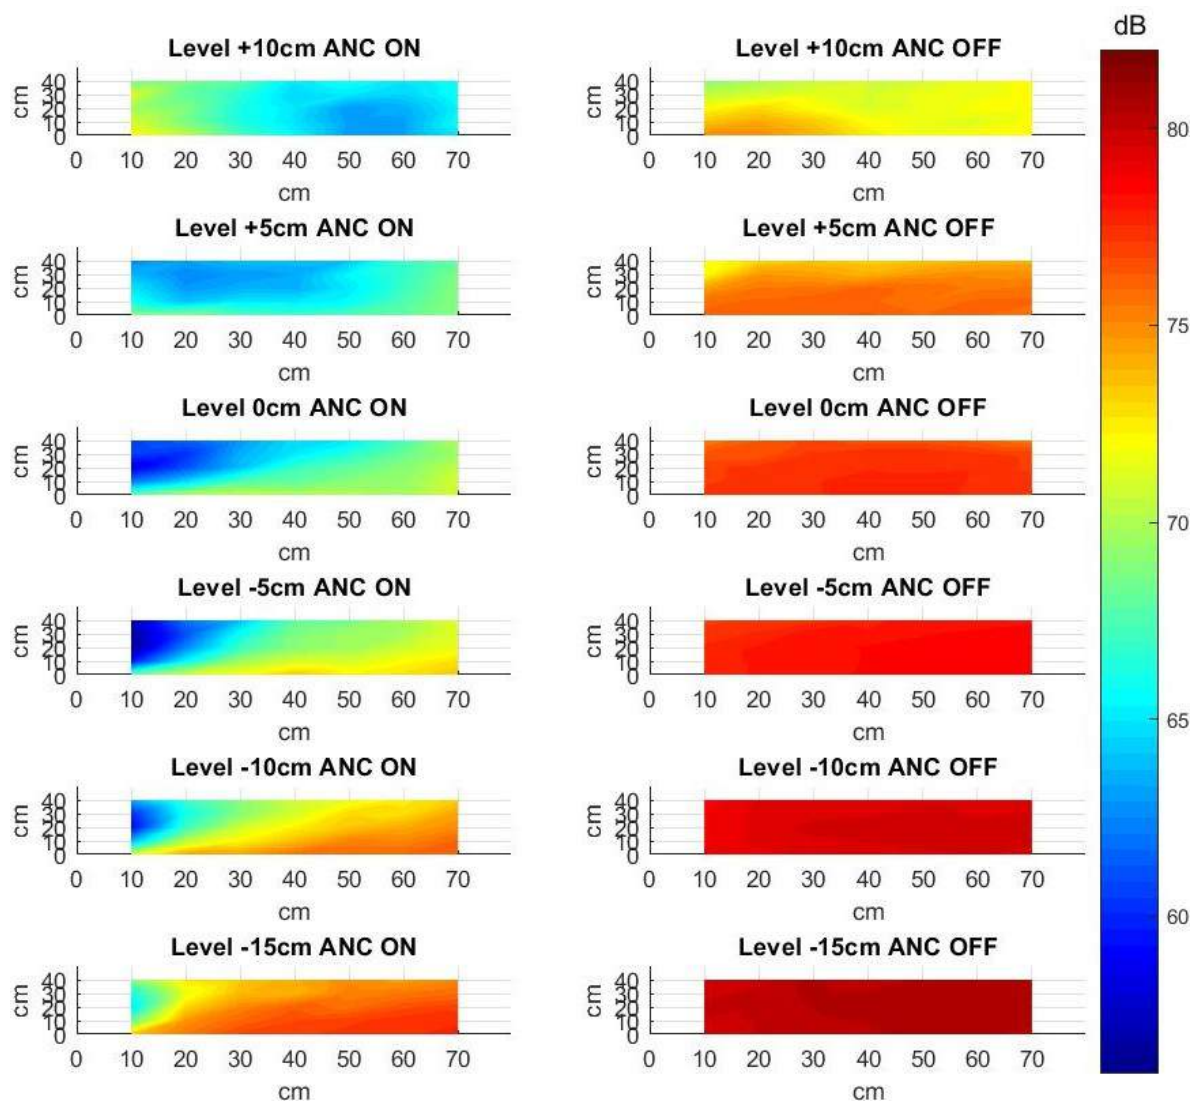 dB
Level +10cm ANC ON
Level +10cm ANC OFF
cm
40
30
20
10
0
0 10 20 30 40 50 60 70
cm
cm
40
30
20
10
0
0 10 20 30 40 50 60 70
cm
80
Level +5cm ANC ON
Level +5cm ANC OFF
cm
40
30
20
10
0
0 10 20 30 40 50 60 70
cm
cm
40
30
20
10
0
0 10 20 30 40 50 60 70
cm
75
Level 0cm ANC ON
Level 0cm ANC OFF
cm
40
30
20
10
0
0 10 20 30 40 50 60 70
cm
cm
40
30
20
10
0
0 10 20 30 40 50 60 70
cm
70
Level -5cm ANC ON
Level -5cm ANC OFF
cm
40
30
20
10
0
0 10 20 30 40 50 60 70
cm
cm
40
30
20
10
0
0 10 20 30 40 50 60 70
cm
65
Level -10cm ANC ON
Level -10cm ANC OFF
cm
40
30
20
10
0
0 10 20 30 40 50 60 70
cm
cm
40
30
20
10
0
0 10 20 30 40 50 60 70
cm
60
Level -15cm ANC ON
Level -15cm ANC OFF
cm
40
30
20
10
0
0 10 20 30 40 50 60 70
cm
cm
40
30
20
10
0
0 10 20 30 40 50 60 70
cm